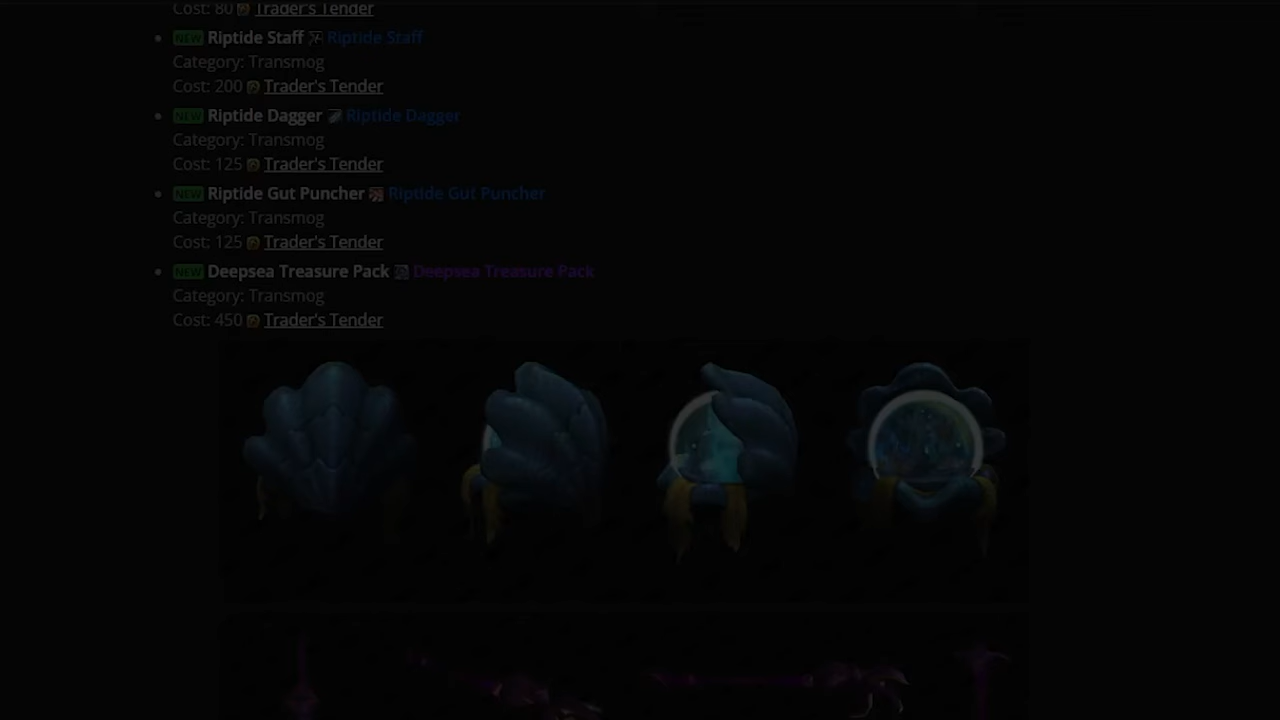 Cost: 80 Trader's Tender
NEW Riptide Staff Riptide Staff
Category: Transmog
Cost: 200 Trader's Tender
NEW Riptide Dagger Riptide Dagger
Category: Transmog
Cost: 125 Trader's Tender
NEW Riptide Gut Puncher Riptide Gut Puncher
Category: Transmog
Cost: 125 Trader's Tender
NEW Deepsea Treasure Pack Deepsea Treasure Pack
Category: Transmog
Cost: 450 Trader's Tender